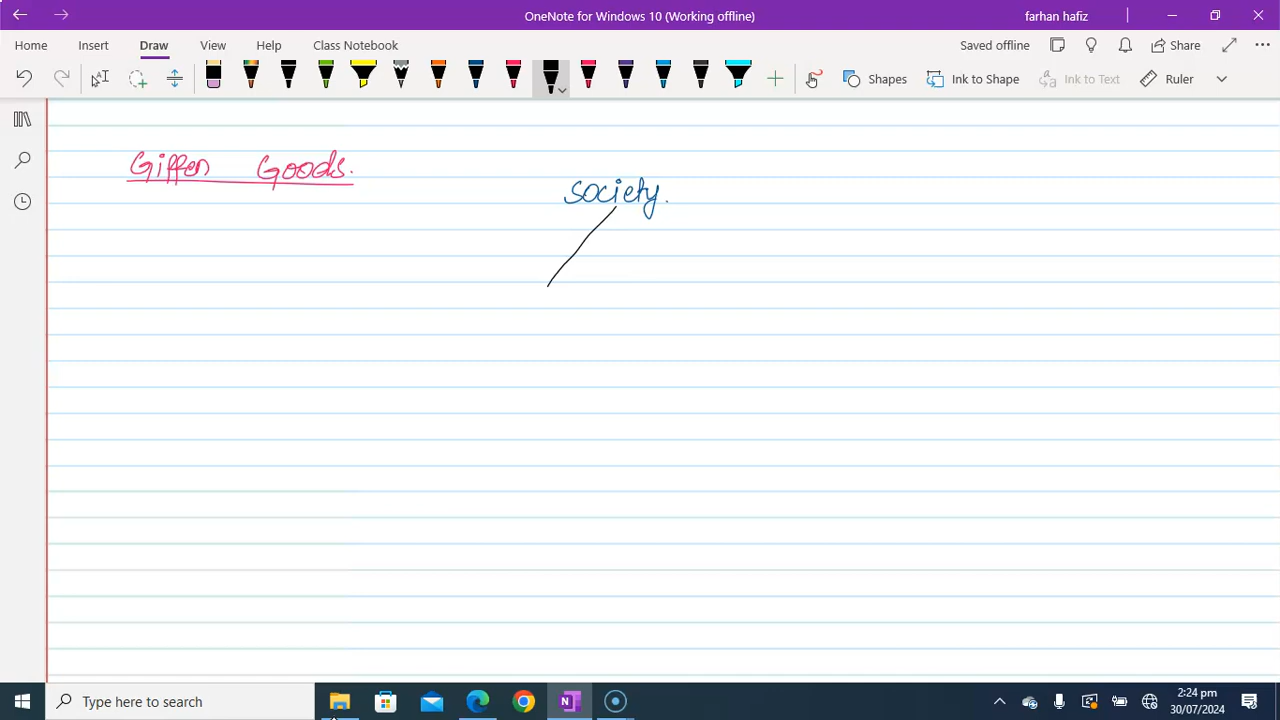 OneNote for Windows 10 (Working offline)
farhan hafiz
Home Insert Draw View Help Class Notebook
Saved offline
Share
Shapes Ink to Shape Ink to Text Ruler
Giffen Goods.
Society.
Type here to search
2:24 pm
30/07/2024